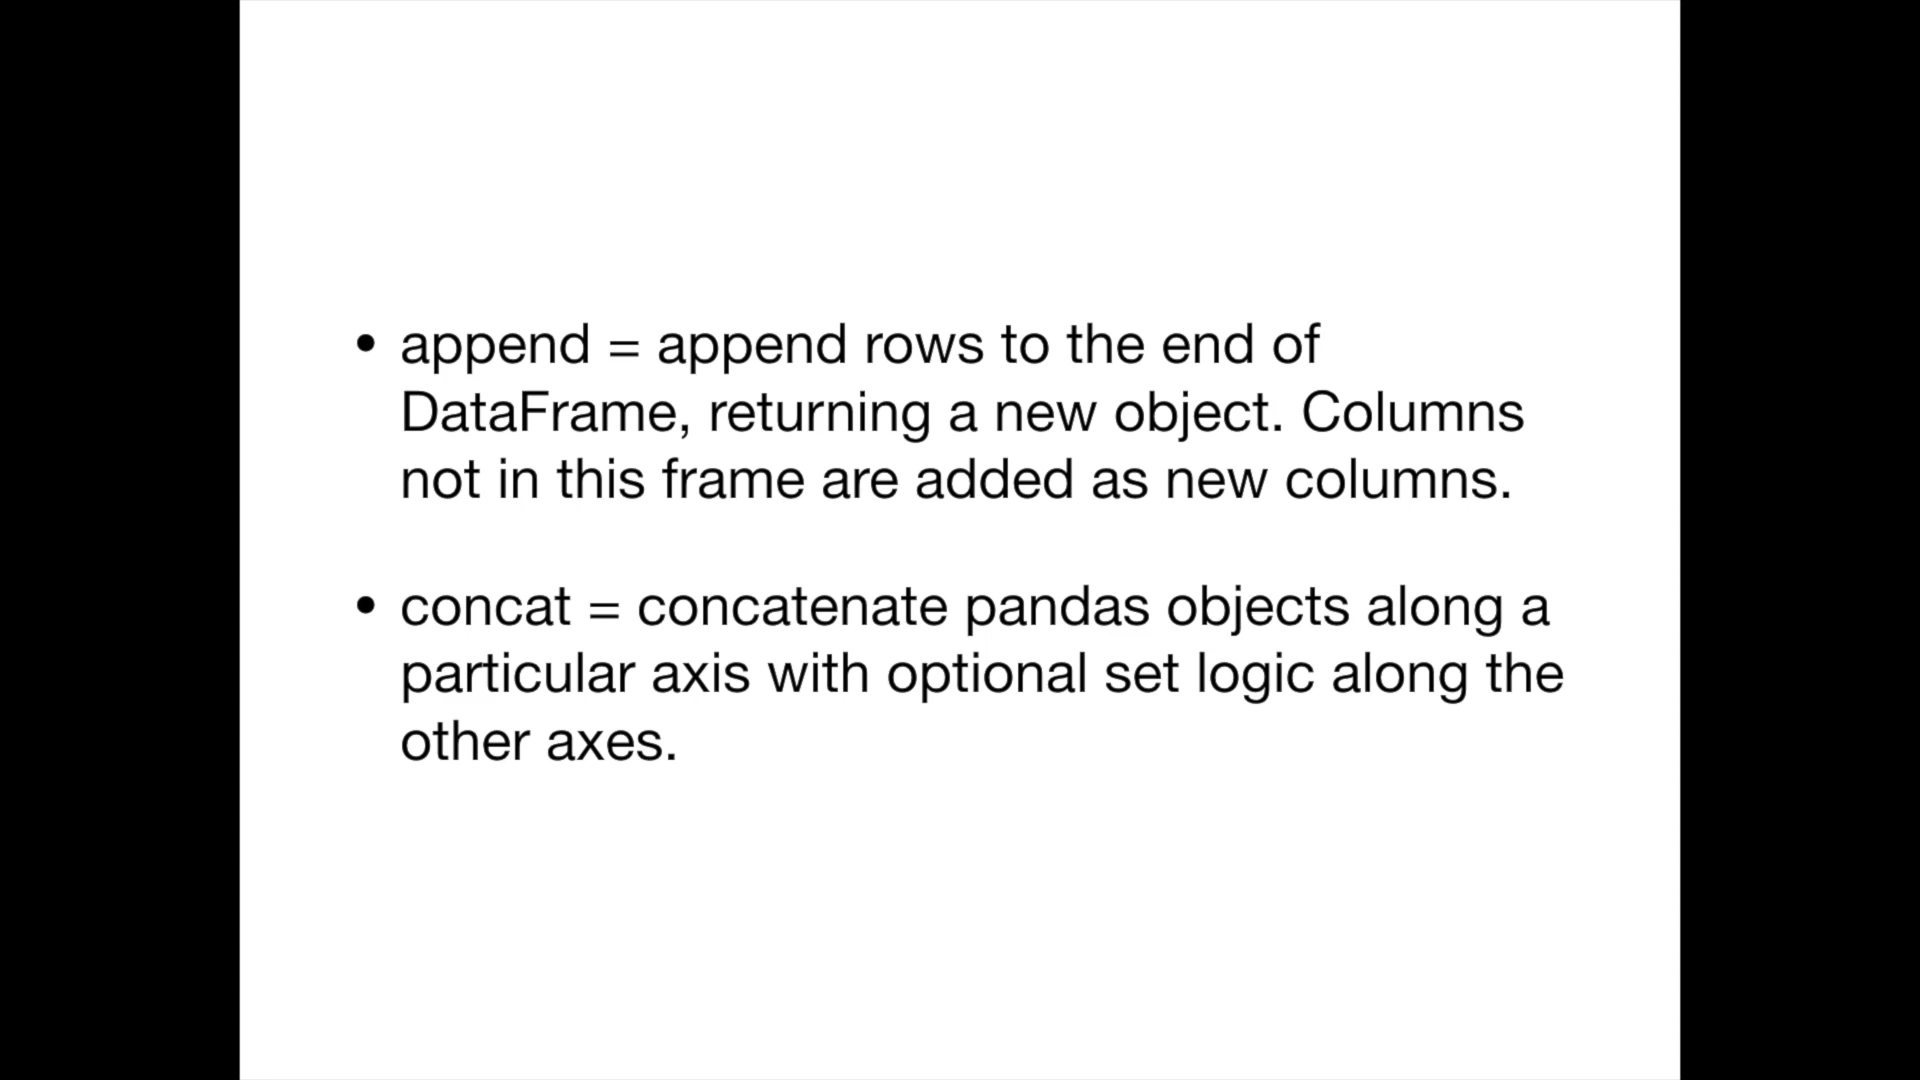 • append = append rows to the end of
DataFrame, returning a new object. Columns
not in this frame are added as new columns.
• concat = concatenate pandas objects along a
particular axis with optional set logic along the
other axes.